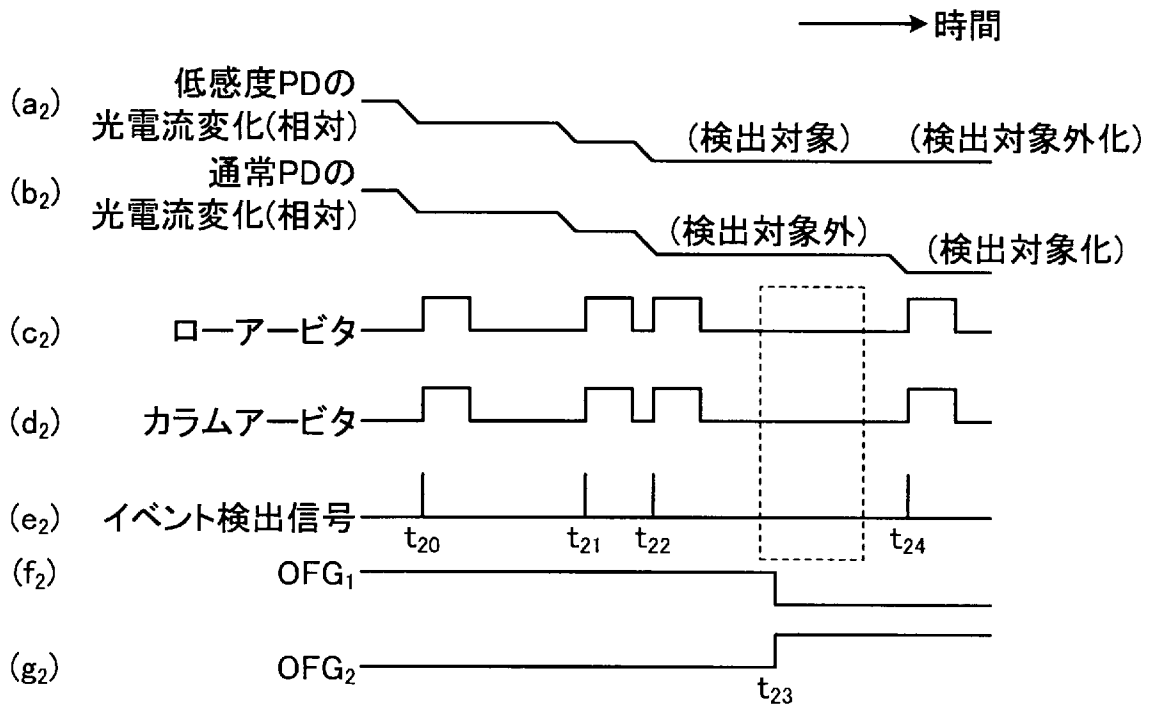 時間
(a₂) 低感度PDの
光電流変化(相対)
(検出対象) (検出対象外化)
(b₂) 通常PDの
光電流変化(相対)
(検出対象外) (検出対象化)
(c₂) ローアービタ
(d₂) カラムアービタ
(e₂) イベント検出信号
t₂₀ t₂₁ t₂₂ t₂₄
(f₂) OFG₁
(g₂) OFG₂
t₂₃